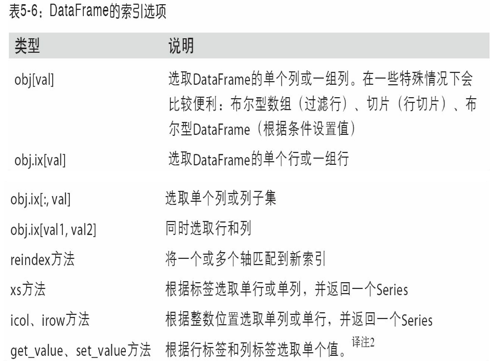 表5-6：DataFrame的索引选项
类型 说明
obj[val] 选取DataFrame的单个列或一组列。在一些特殊情况下会
比较便利：布尔型数组（过滤行）、切片（行切片）、布
尔型DataFrame（根据条件设置值）
obj.ix[val] 选取DataFrame的单个行或一组行
obj.ix[:, val] 选取单个列或列子集
obj.ix[val1, val2] 同时选取行和列
reindex方法 将一个或多个轴匹配到新索引
xs方法 根据标签选取单行或单列，并返回一个Series
icol、irow方法 根据整数位置选取单列或单行，并返回一个Series
get_value、set_value方法 根据行标签和列标签选取单个值。译注2